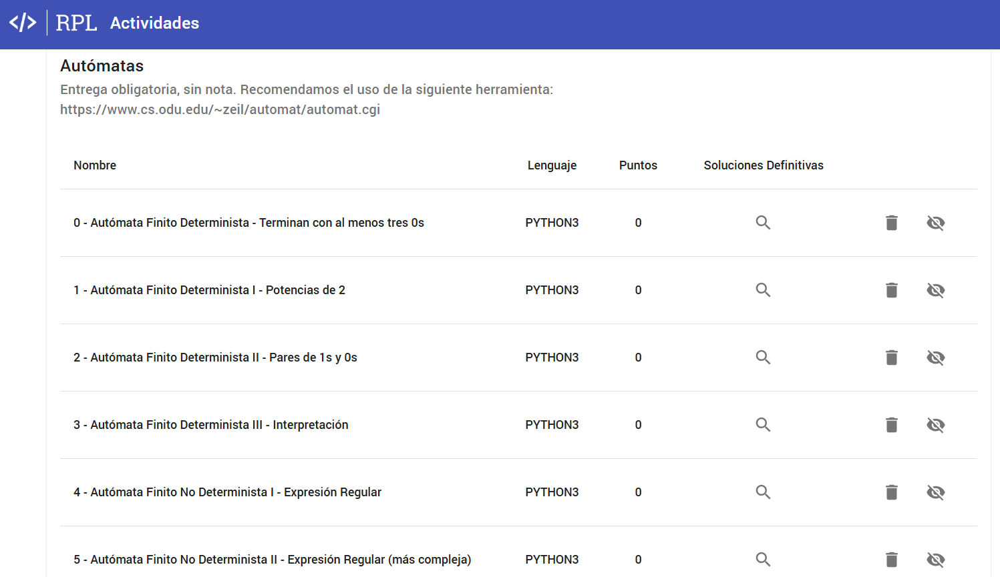 </> RPL Actividades
Autómatas
Entrega obligatoria, sin nota. Recomendamos el uso de la siguiente herramienta:
https://www.cs.odu.edu/~zeil/automat/automat.cgi
Nombre Lenguaje Puntos Soluciones Definitivas
0 - Autómata Finito Determinista - Terminan con al menos tres 0s PYTHON3 0
1 - Autómata Finito Determinista I - Potencias de 2 PYTHON3 0
2 - Autómata Finito Determinista II - Pares de 1s y 0s PYTHON3 0
3 - Autómata Finito Determinista III - Interpretación PYTHON3 0
4 - Autómata Finito No Determinista I - Expresión Regular PYTHON3 0
5 - Autómata Finito No Determinista II - Expresión Regular (más compleja) PYTHON3 0